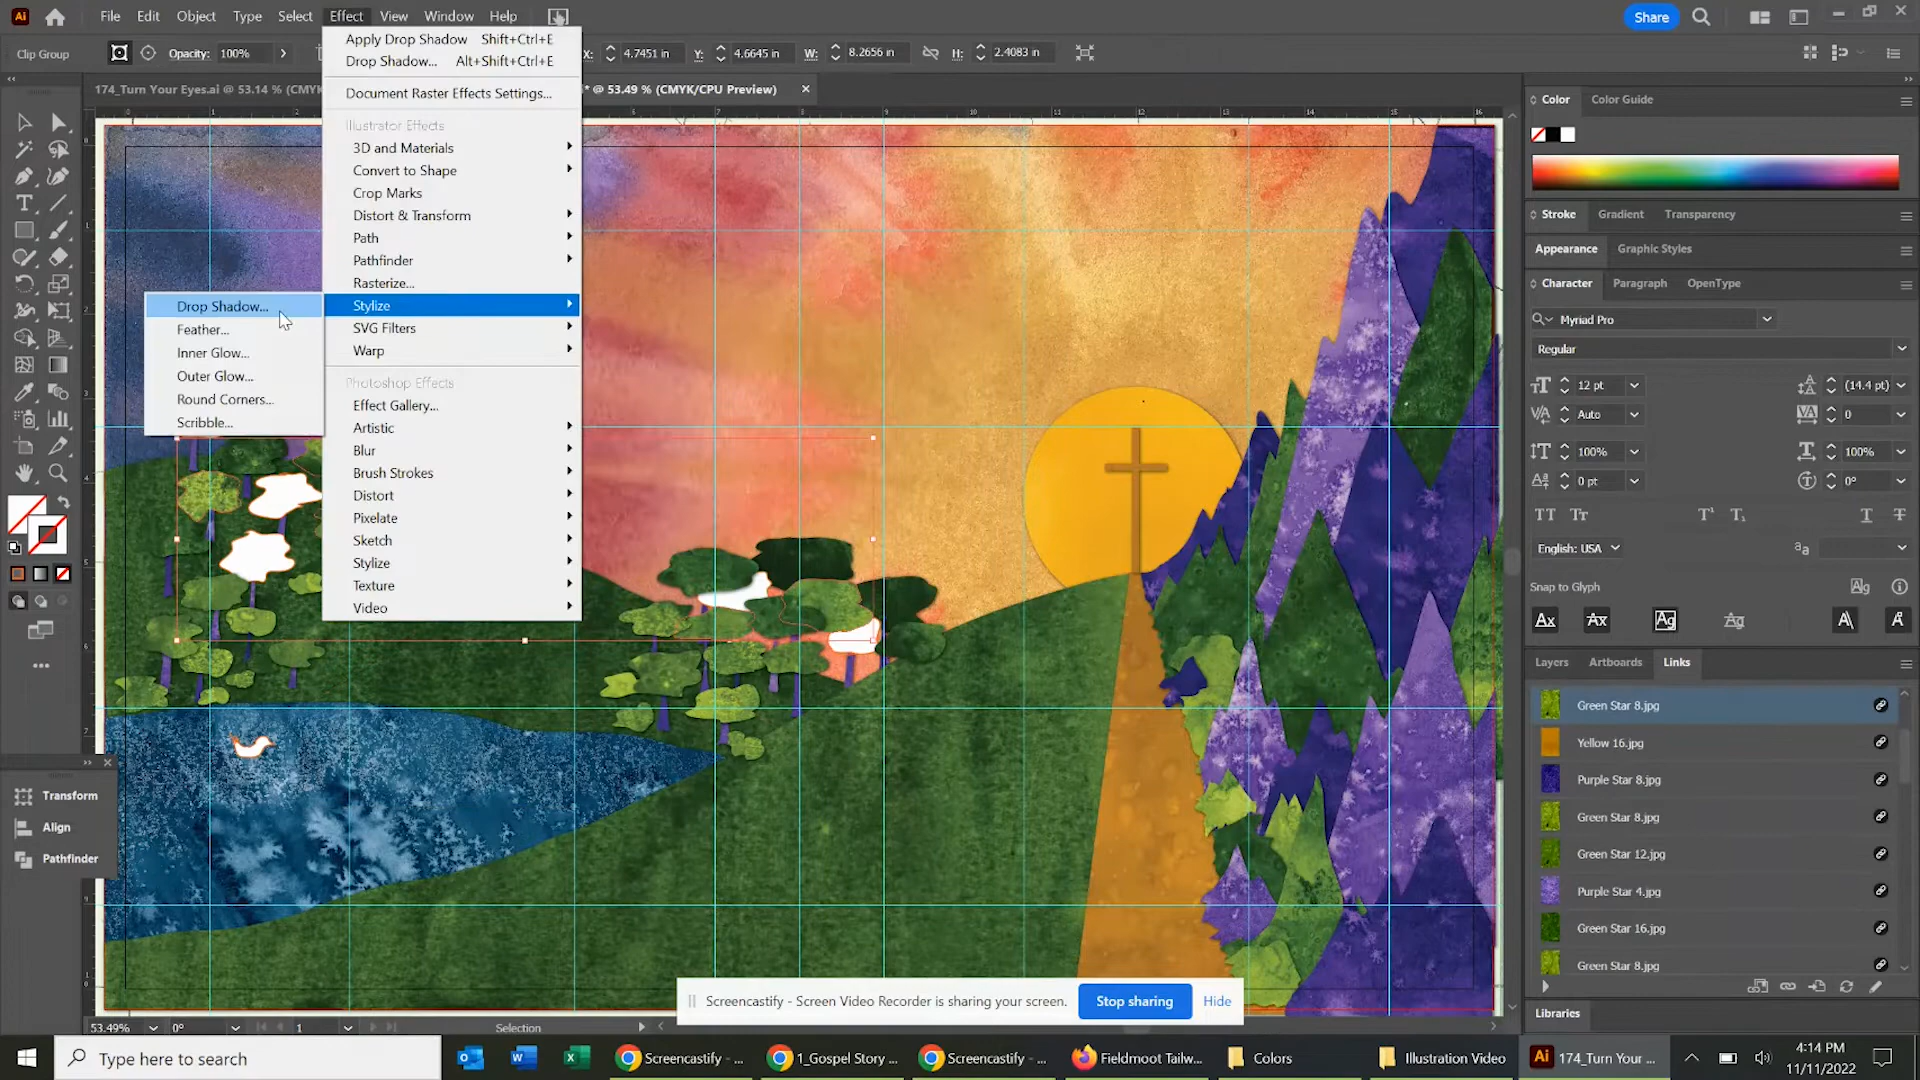 Ai File Edit Object Type Select Effect View Window Help Share
Clip Group Opacity: 100% X: 4.7451 in Y: 4.6645 in W: 8.2656 in H: 2.4083 in
174_Turn Your Eyes.ai @ 53.14 % (CMYK * @ 53.49 % (CMYK/CPU Preview)
Apply Drop Shadow Shift+Ctrl+E
Drop Shadow... Alt+Shift+Ctrl+E
Document Raster Effects Settings...
Illustrator Effects
3D and Materials
Convert to Shape
Crop Marks
Distort & Transform
Path
Pathfinder
Rasterize...
Stylize
SVG Filters
Warp
Photoshop Effects
Effect Gallery...
Artistic
Blur
Brush Strokes
Distort
Pixelate
Sketch
Stylize
Texture
Video
Drop Shadow...
Feather...
Inner Glow...
Outer Glow...
Round Corners...
Scribble...
Transform
Align
Pathfinder
Color Color Guide
Stroke Gradient Transparency
Appearance Graphic Styles
Character Paragraph OpenType
Myriad Pro
Regular
12 pt (14.4 pt)
Auto 0
100% 100%
0 pt 0°
English: USA
Snap to Glyph
Layers Artboards Links
Green Star 8.jpg
Yellow 16.jpg
Purple Star 8.jpg
Green Star 8.jpg
Green Star 12.jpg
Purple Star 4.jpg
Green Star 16.jpg
Green Star 8.jpg
Libraries
Screencastify - Screen Video Recorder is sharing your screen. Stop sharing Hide
53.49% 0° 1 Selection
Type here to search Screencastify - ... 1_Gospel Story ... Screencastify - ... Fieldmoot Tailw... Colors Illustration Video 174_Turn Your ...
4:14 PM
11/11/2022